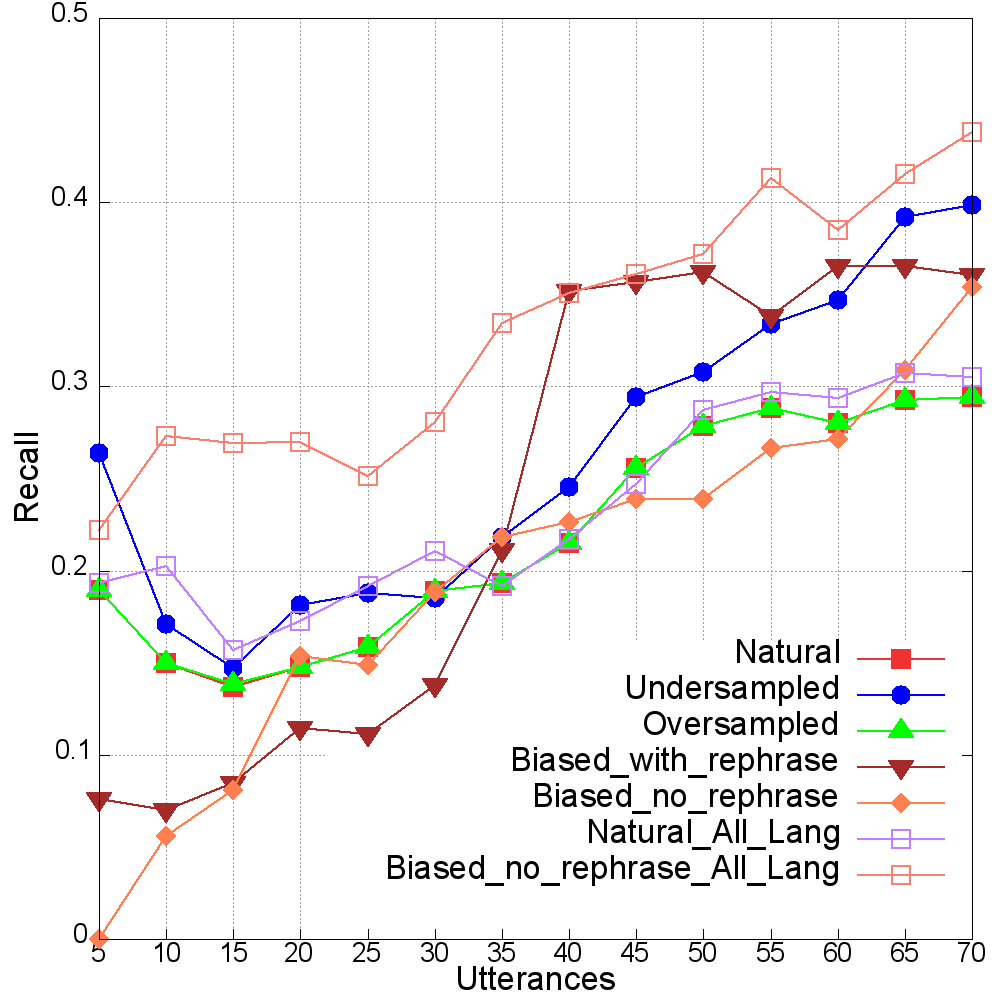 0.5
0.4
0.3
0.2
0.1
0
Recall
5 10 15 20 25 30 35 40 45 50 55 60 65 70
Utterances
Natural
Undersampled
Oversampled
Biased_with_rephrase
Biased_no_rephrase
Natural_All_Lang
Biased_no_rephrase_All_Lang